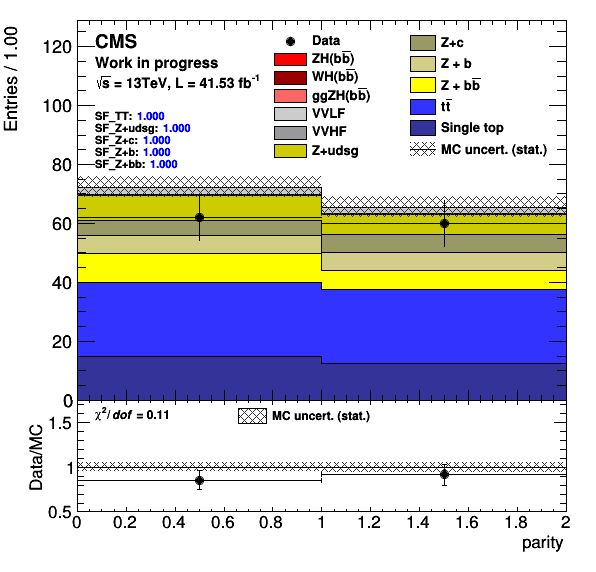 Entries / 1.00
120
100
80
60
40
20
0
CMS
Work in progress
√s = 13TeV, L = 41.53 fb⁻¹
SF_TT: 1.000
SF_Z+udsg: 1.000
SF_Z+c: 1.000
SF_Z+b: 1.000
SF_Z+bb: 1.000
Data
ZH(bb̅)
WH(bb̅)
ggZH(bb̅)
VVLF
VVHF
Z+udsg
Z+c
Z + b
Z + bb̅
tt̅
Single top
MC uncert. (stat.)
Data/MC
1.5
1
0.5
χ²/dof = 0.11
MC uncert. (stat.)
0 0.2 0.4 0.6 0.8 1 1.2 1.4 1.6 1.8 2
parity